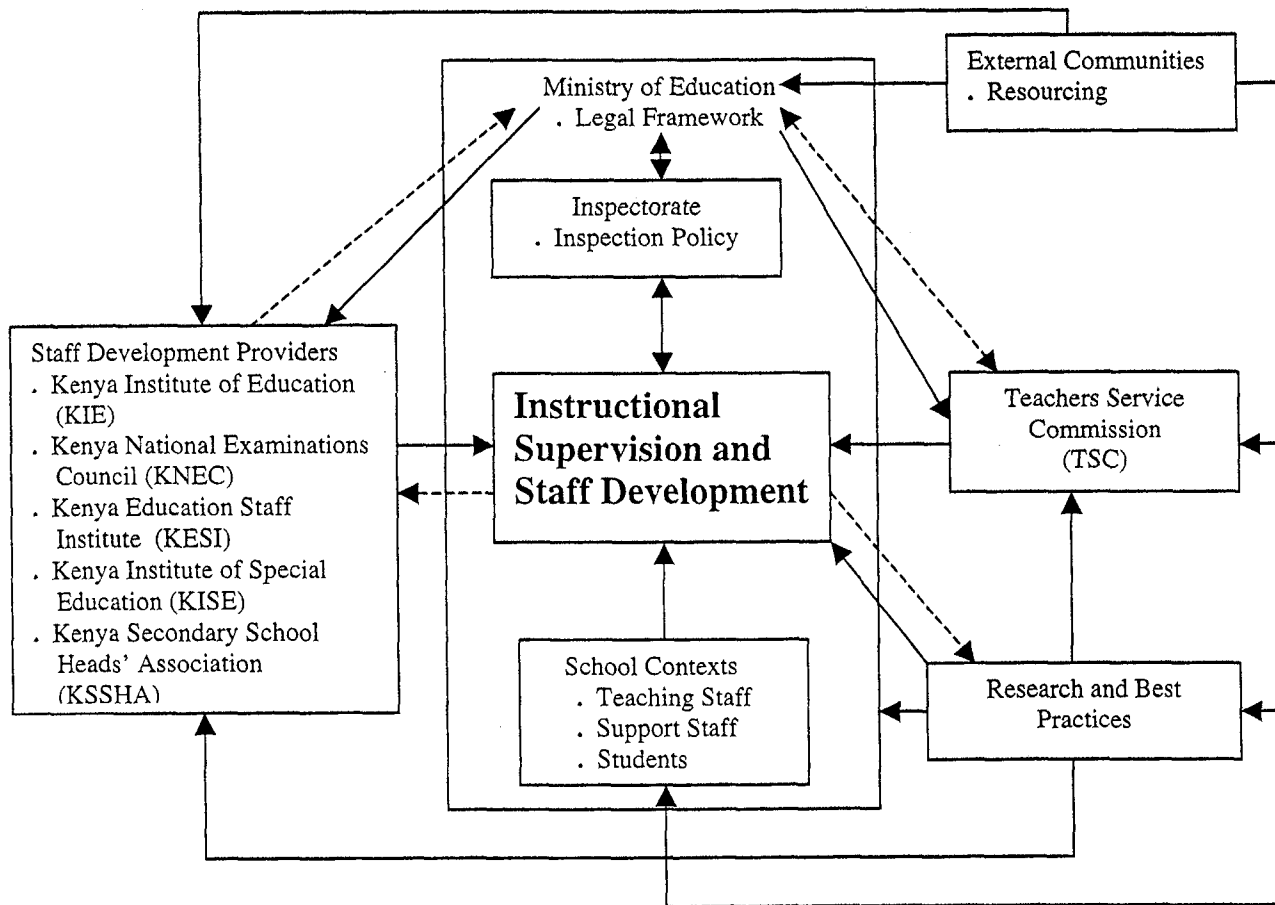 External Communities
. Resourcing
Ministry of Education
. Legal Framework
Inspectorate
. Inspection Policy
Staff Development Providers
. Kenya Institute of Education
(KIE)
. Kenya National Examinations
Council (KNEC)
. Kenya Education Staff
Institute (KESI)
. Kenya Institute of Special
Education (KISE)
. Kenya Secondary School
Heads' Association
(KSSHA)
Instructional
Supervision and
Staff Development
Teachers Service
Commission
(TSC)
School Contexts
. Teaching Staff
. Support Staff
. Students
Research and Best
Practices